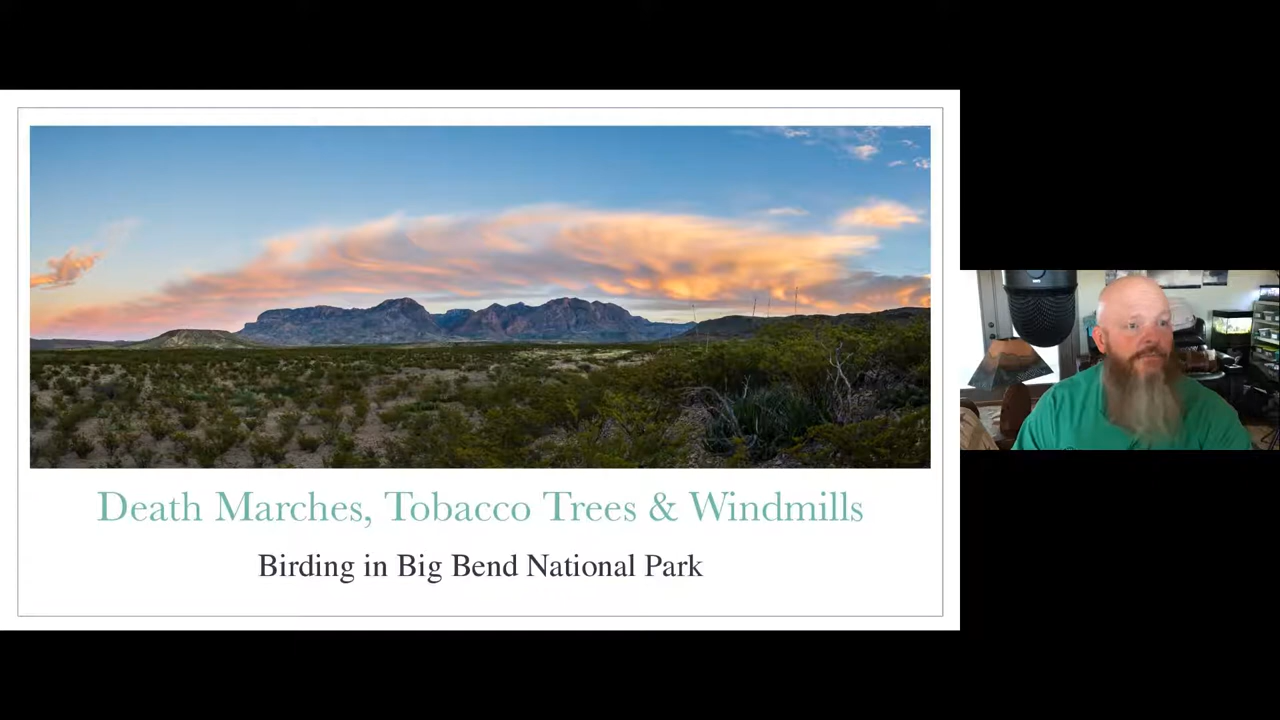 Death Marches, Tobacco Trees & Windmills
Birding in Big Bend National Park